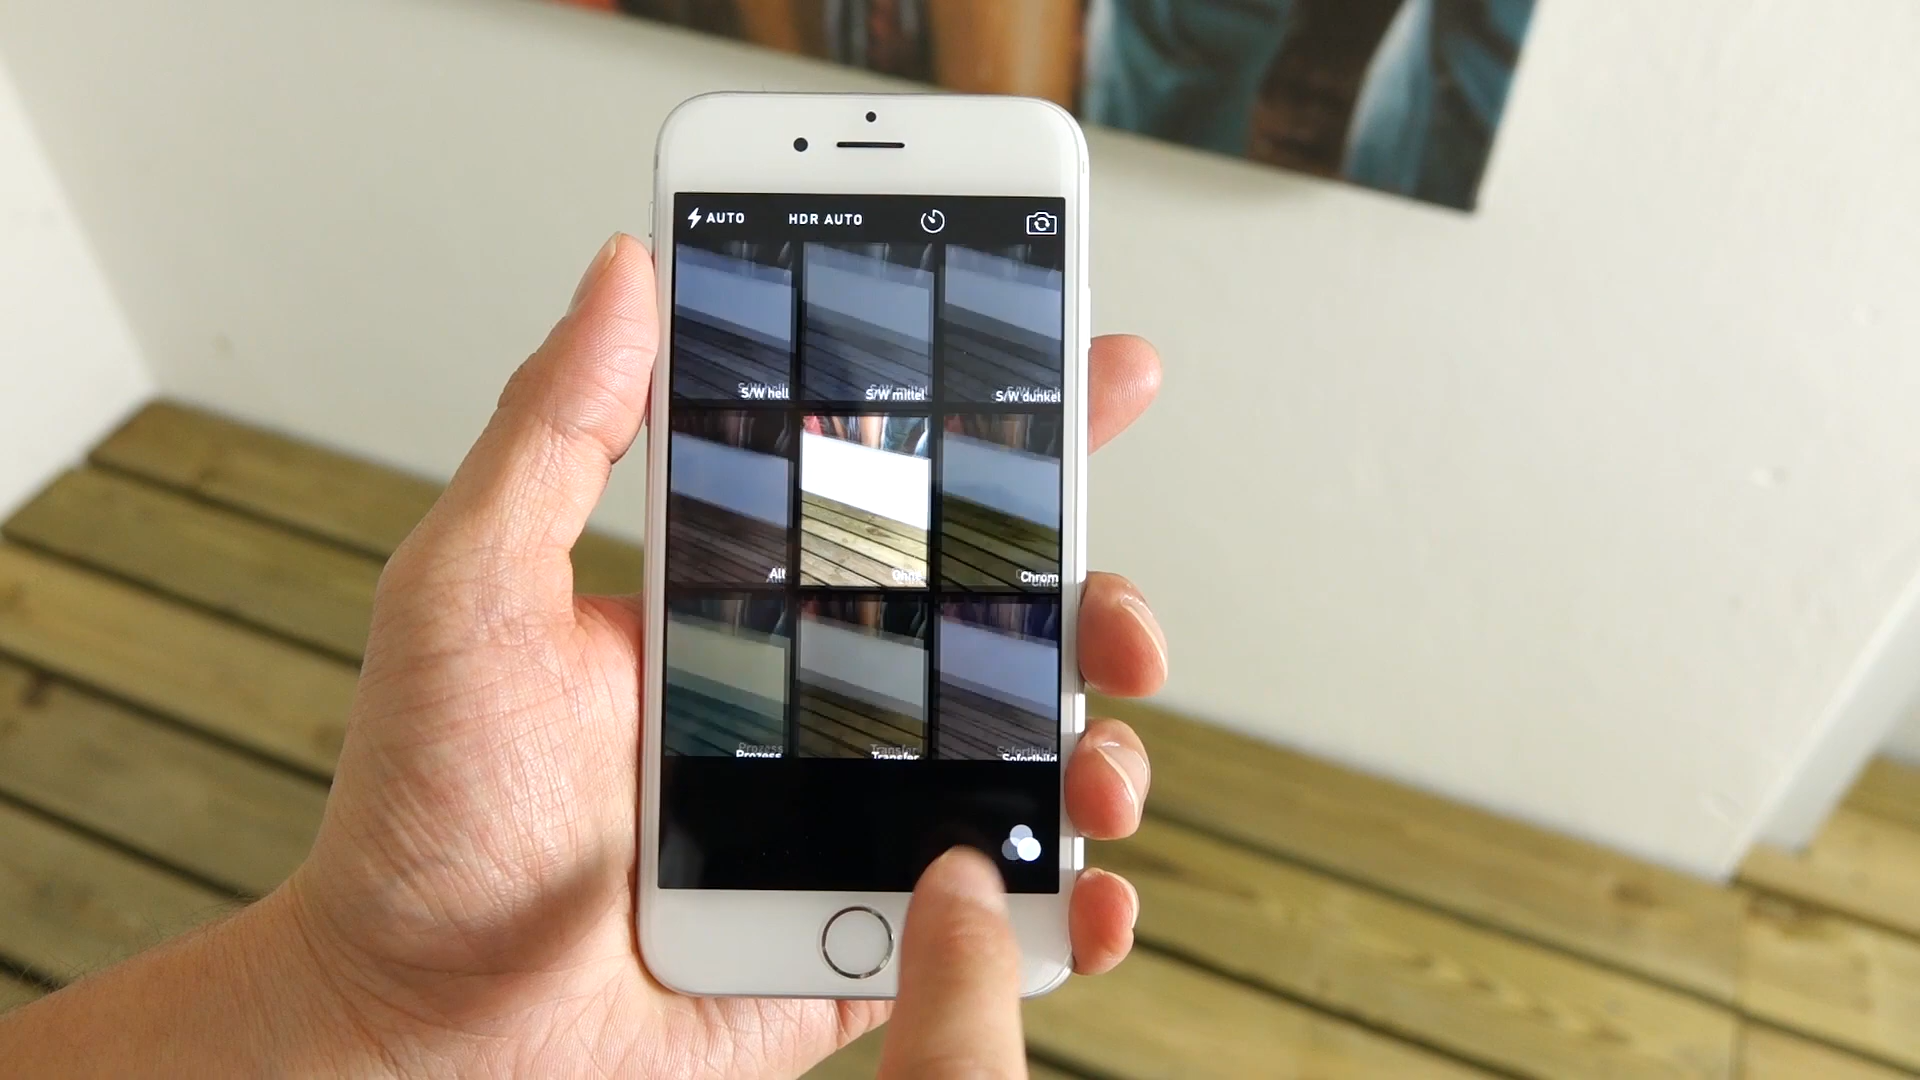 AUTO HDR AUTO
S/W hell S/W mittel S/W dunkel
Alt Ohne Chrom
Prozess Transfer Sofortbild